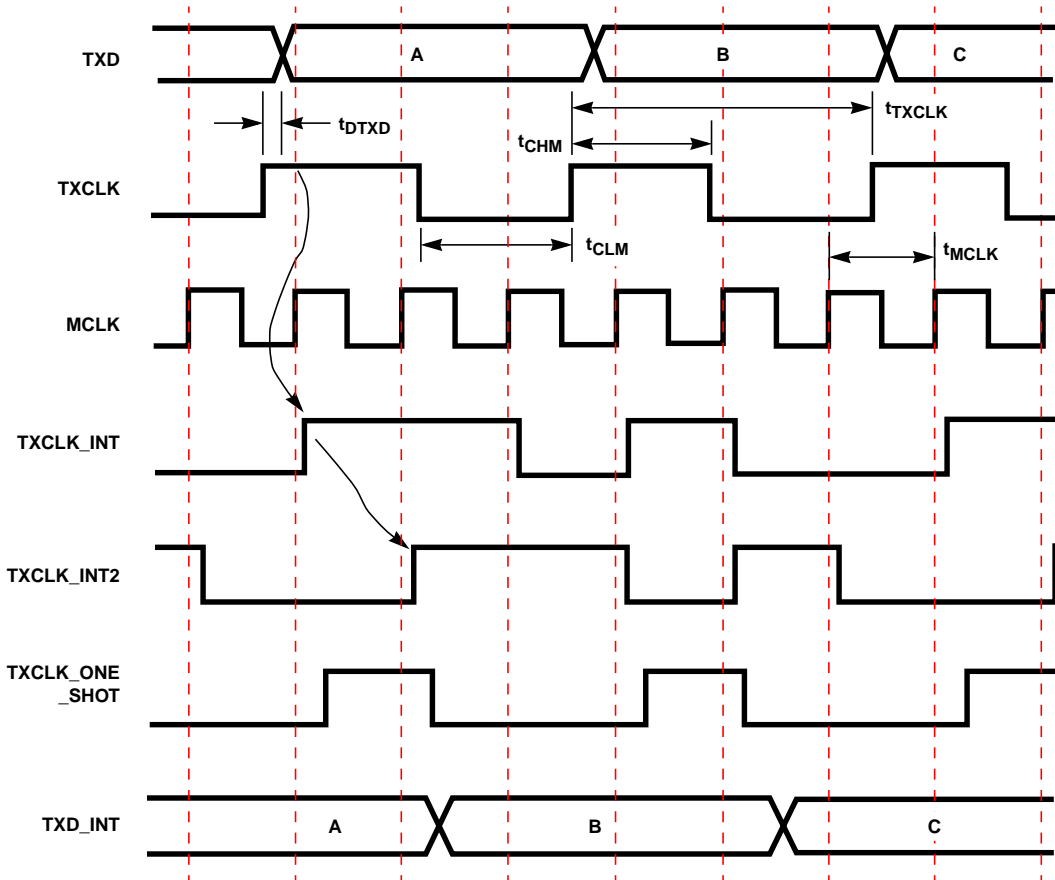 TXD
A
B
C
tDTXD
tTXCLK
tCHM
TXCLK
tCLM
tMCLK
MCLK
TXCLK_INT
TXCLK_INT2
TXCLK_ONE
_SHOT
TXD_INT
A
B
C